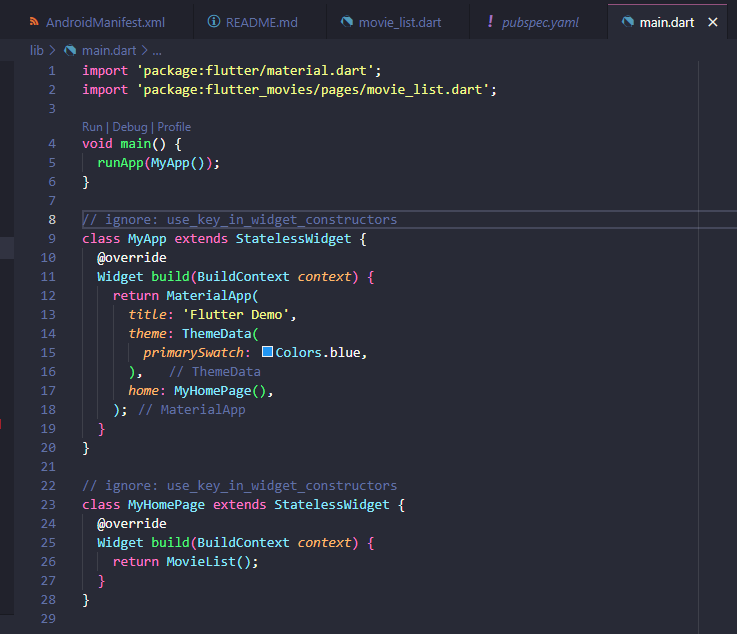 AndroidManifest.xml README.md movie_list.dart ! pubspec.yaml main.dart ×
lib > main.dart > ...
1 import 'package:flutter/material.dart';
2 import 'package:flutter_movies/pages/movie_list.dart';
3
Run | Debug | Profile
4 void main() {
5   runApp(MyApp());
6 }
7
8 // ignore: use_key_in_widget_constructors
9 class MyApp extends StatelessWidget {
10   @override
11   Widget build(BuildContext context) {
12     return MaterialApp(
13       title: 'Flutter Demo',
14       theme: ThemeData(
15         primarySwatch: Colors.blue,
16       ),   // ThemeData
17       home: MyHomePage(),
18     ); // MaterialApp
19   }
20 }
21
22 // ignore: use_key_in_widget_constructors
23 class MyHomePage extends StatelessWidget {
24   @override
25   Widget build(BuildContext context) {
26     return MovieList();
27   }
28 }
29